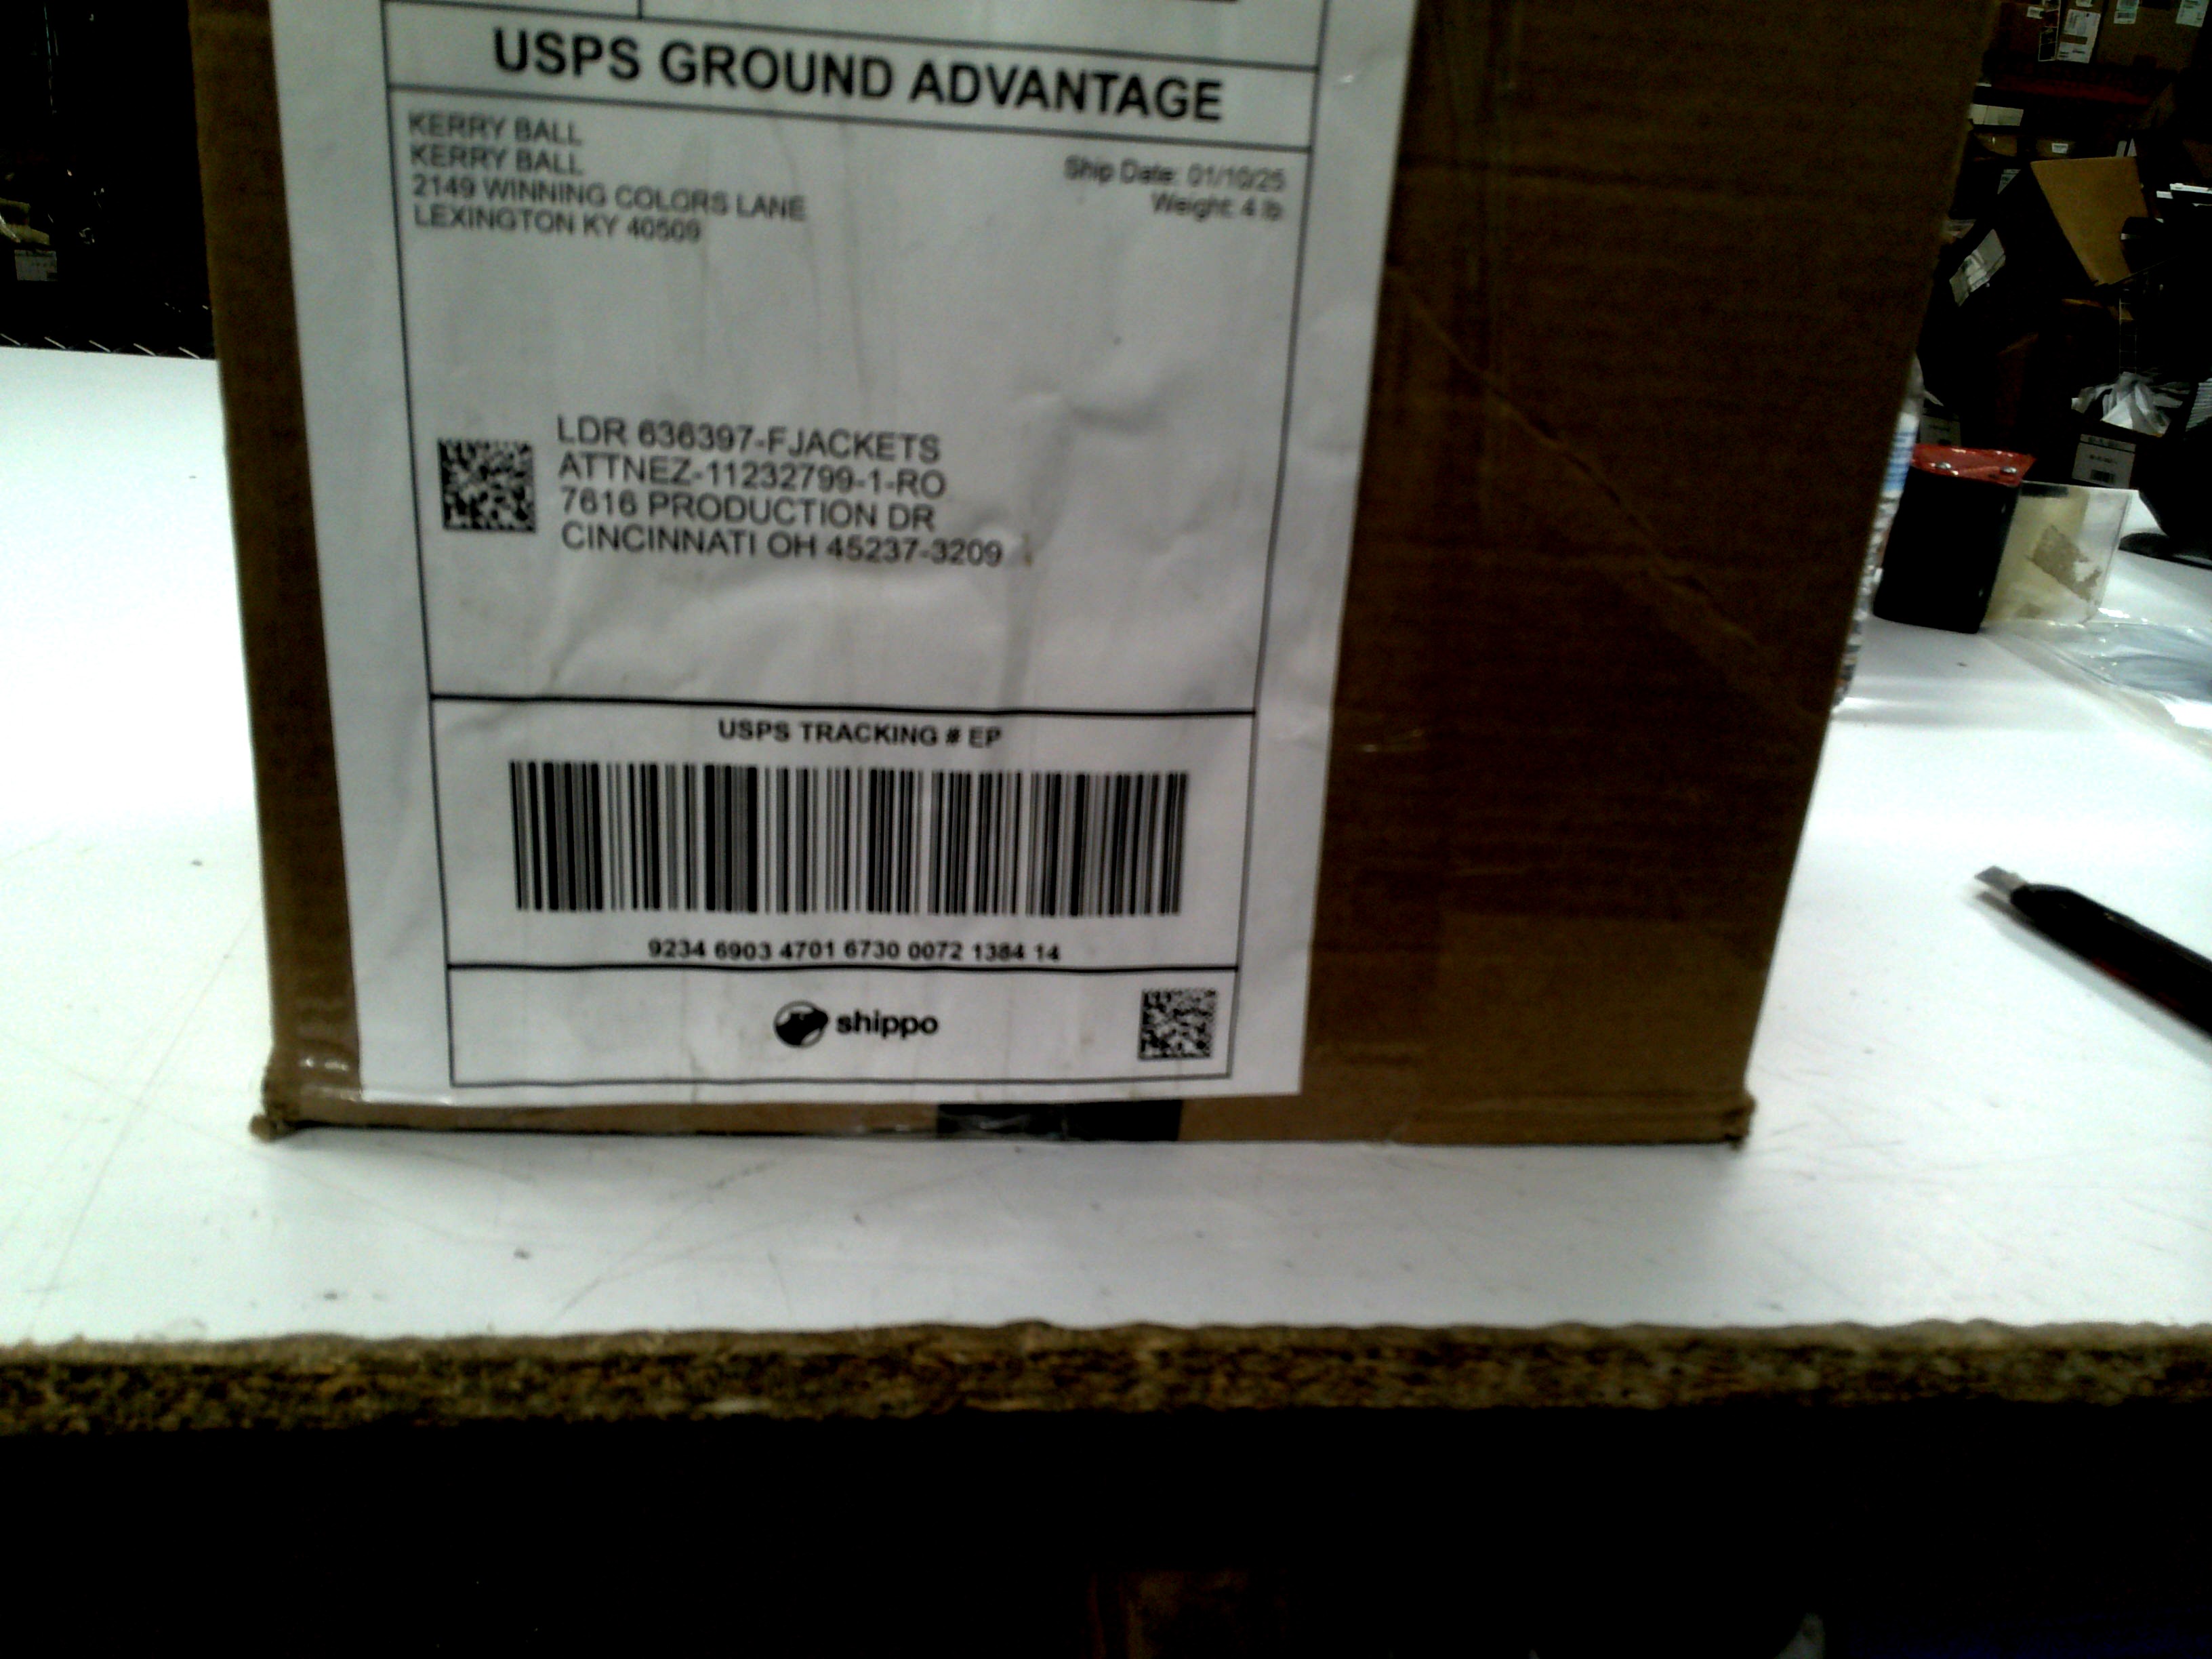 USPS GROUND ADVANTAGE
KERRY BALL
KERRY BALL
2149 WINNING COLORS LANE
LEXINGTON KY 40509
Ship Date: 01/10/25
Weight: 4 lb
LDR 636397-FJACKETS
ATTNEZ-11232799-1-RO
7616 PRODUCTION DR
CINCINNATI OH 45237-3209
USPS TRACKING # EP
9234 6903 4701 6730 0072 1384 14
shippo